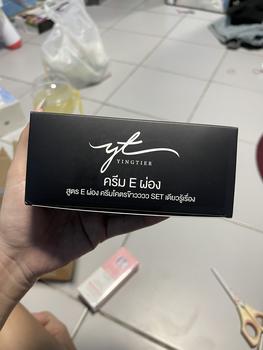 yt
YINGTIER
ครีม E ผ่อง
สูตร E ผ่อง ครีมโคตรข๊าวววว SET เดียวรู้เรื่อง